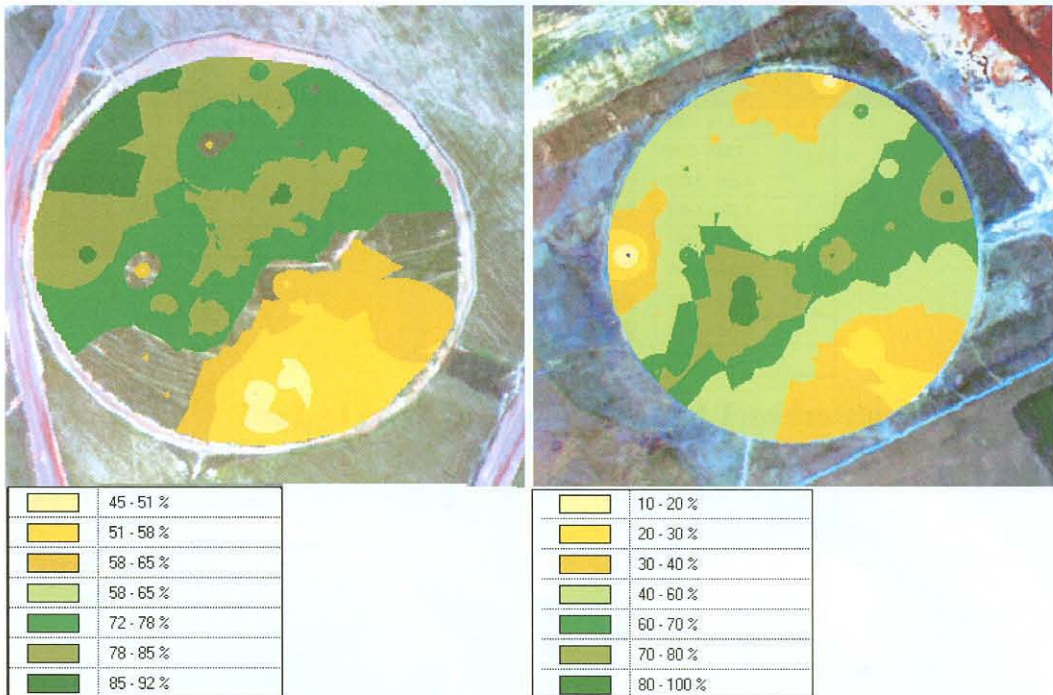 45 - 51 %
51 - 58 %
58 - 65 %
58 - 65 %
72 - 78 %
78 - 85 %
85 - 92 %
10 - 20 %
20 - 30 %
30 - 40 %
40 - 60 %
60 - 70 %
70 - 80 %
80 - 100 %